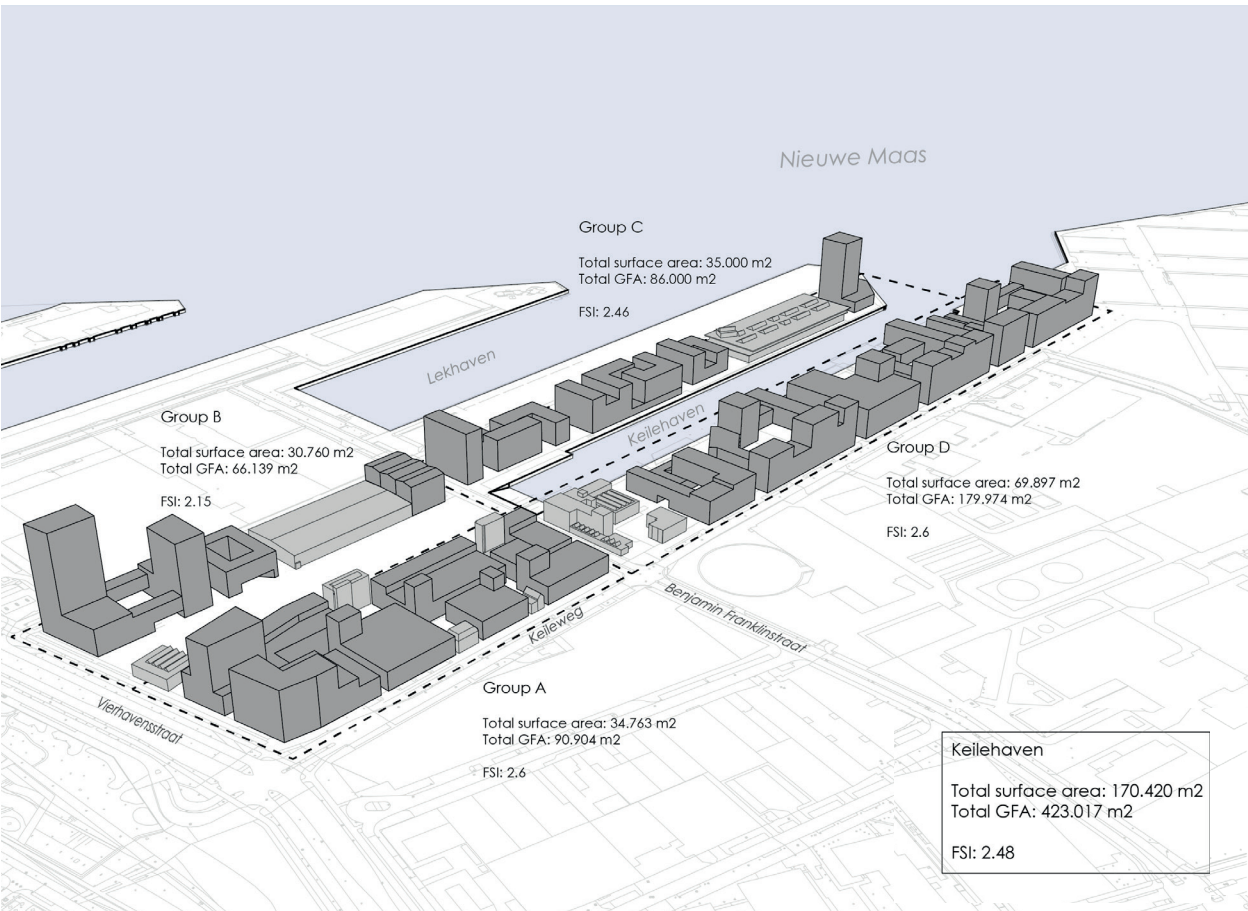 Nieuwe Maas
Group C
Total surface area: 35.000 m2
Total GFA: 86.000 m2
FSI: 2.46
Lekhaven
Group B
Total surface area: 30.760 m2
Total GFA: 66.139 m2
FSI: 2.15
Keilehaven
Group D
Total surface area: 69.897 m2
Total GFA: 179.974 m2
FSI: 2.6
Benjamin Franklinstraat
Keileweg
Vierhavensstraat
Group A
Total surface area: 34.763 m2
Total GFA: 90.904 m2
FSI: 2.6
Keilehaven
Total surface area: 170.420 m2
Total GFA: 423.017 m2
FSI: 2.48